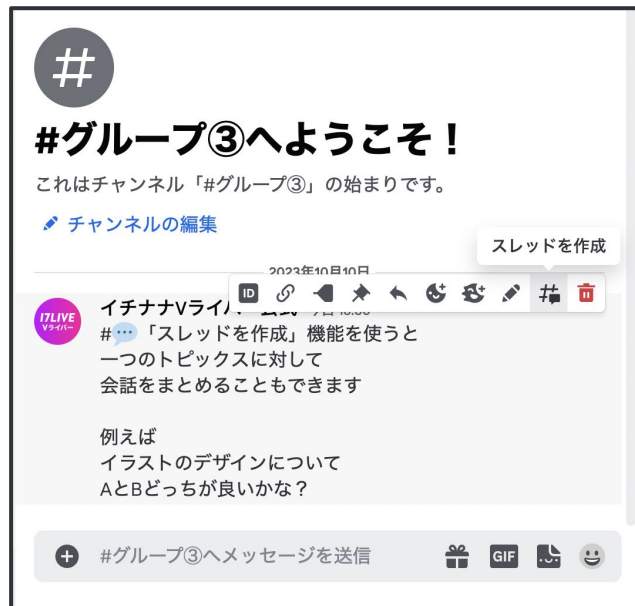 #
#グループ③へようこそ！
これはチャンネル「#グループ③」の始まりです。
チャンネルの編集
スレッドを作成
2023年10月10日
ID
17LIVE
Vライバー
イチナナVライバー
#💬「スレッドを作成」機能を使うと
一つのトピックスに対して
会話をまとめることもできます
例えば
イラストのデザインについて
AとBどっちが良いかな？
#グループ③へメッセージを送信
GIF